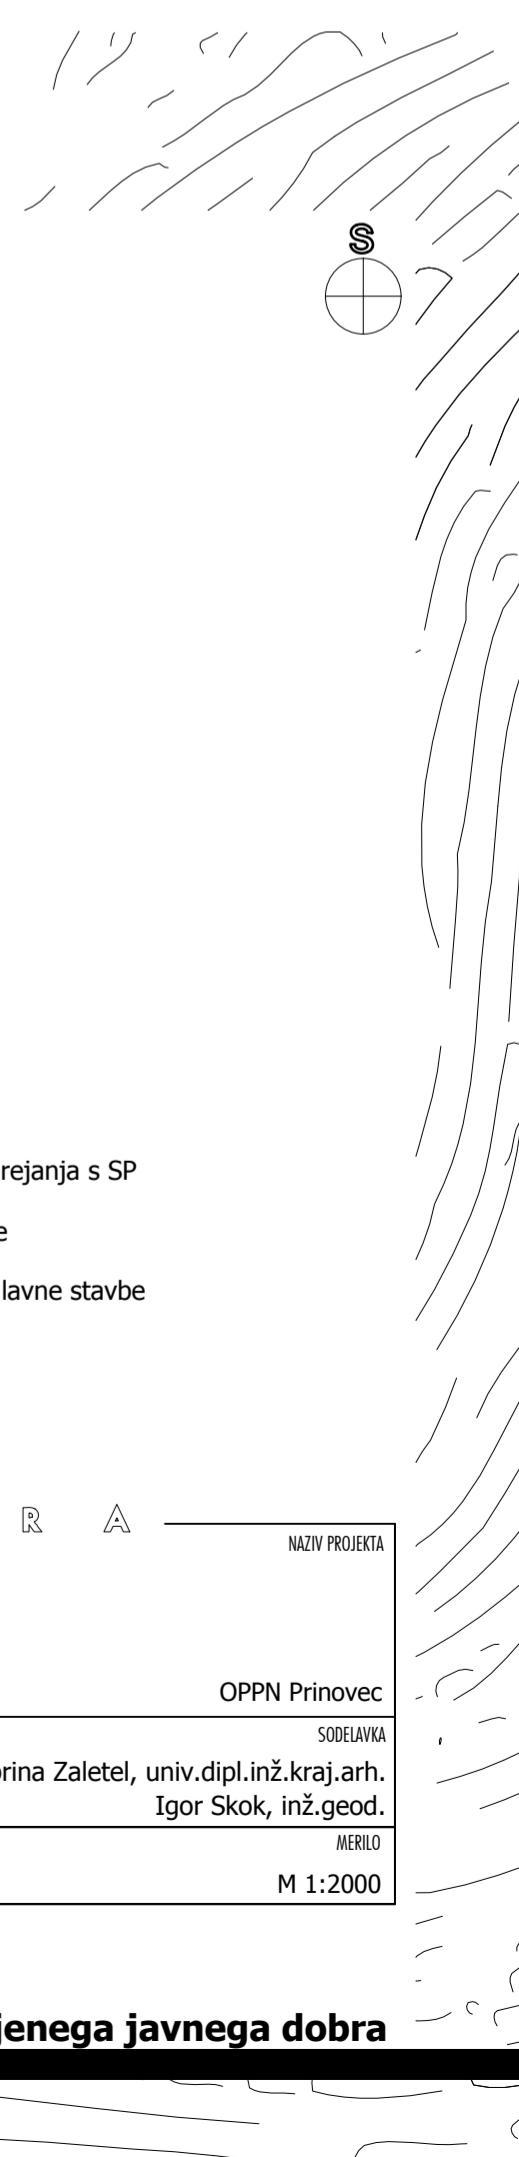 S
rejanja s SP
e
lavne stavbe
R A
NAZIV PROJEKTA
OPPN Prinovec
SODELAVKA
orina Zaletel, univ.dipl.inž.kraj.arh.
Igor Skok, inž.geod.
MERILO
M 1:2000
jenega javnega dobra